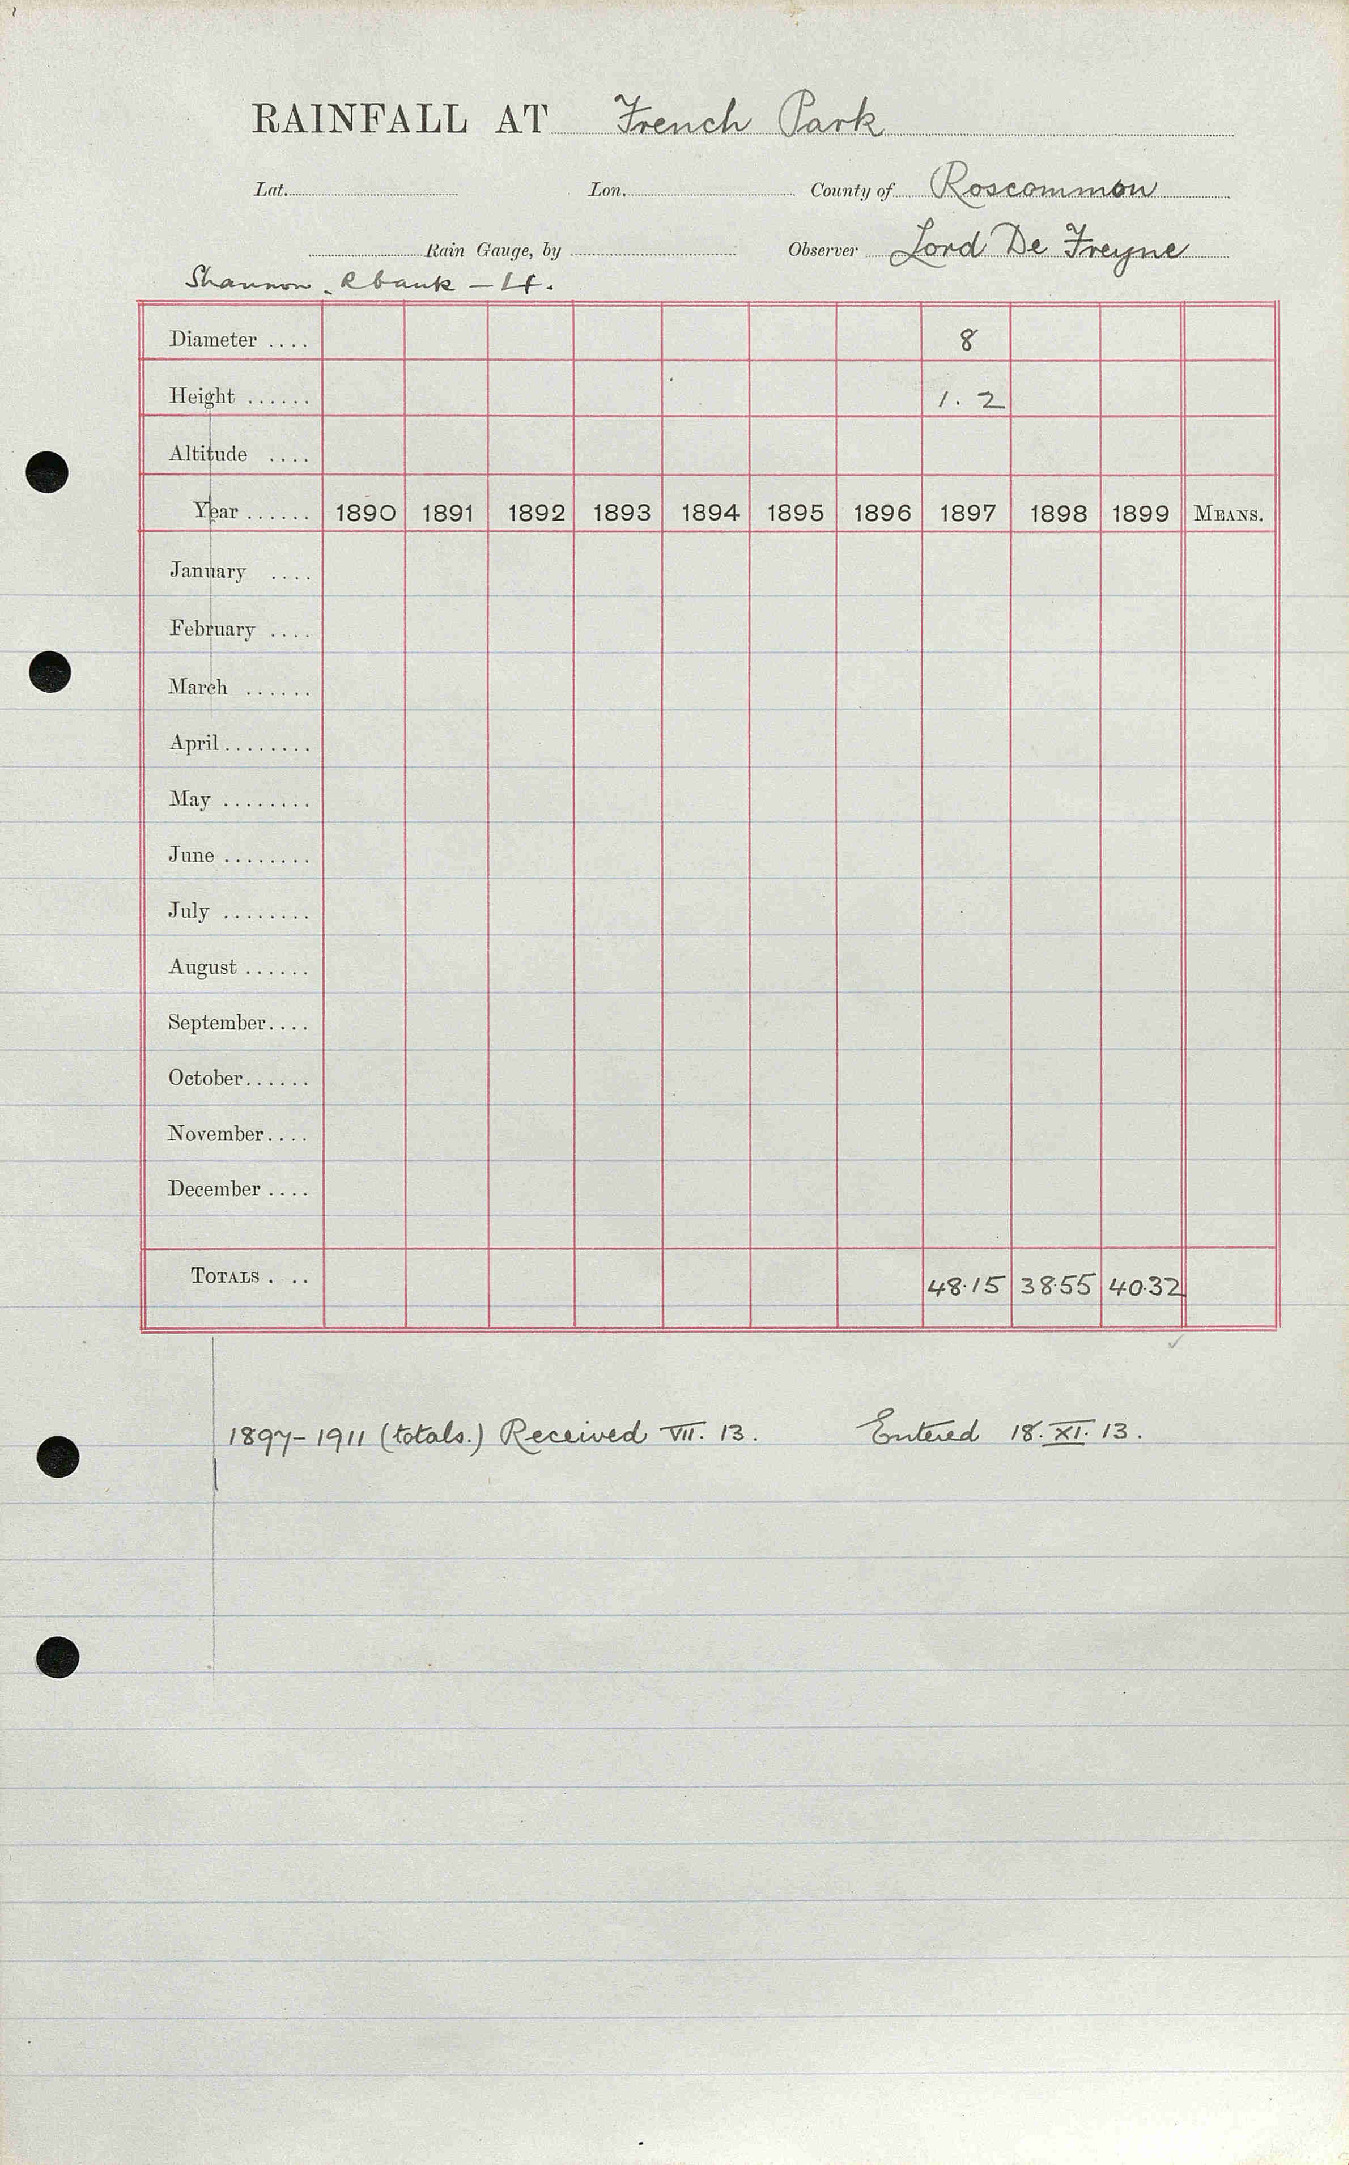 RAINFALL AT French Park
Lat. Lon. County of Roscommon
Rain Gauge, by Observer Lord De Freyne
Shannon. R bank - 4.
Diameter .... 8
Height ...... 1. 2
Altitude ....
Year ...... 1890 1891 1892 1893 1894 1895 1896 1897 1898 1899 MEANS.
January ....
February ....
March ......
April ........
May ........
June ........
July ........
August ......
September....
October......
November....
December ....
TOTALS . .. 48.15 38.55 40.32
1897-1911 (totals.) Received VII. 13. Entered 18. XI. 13.